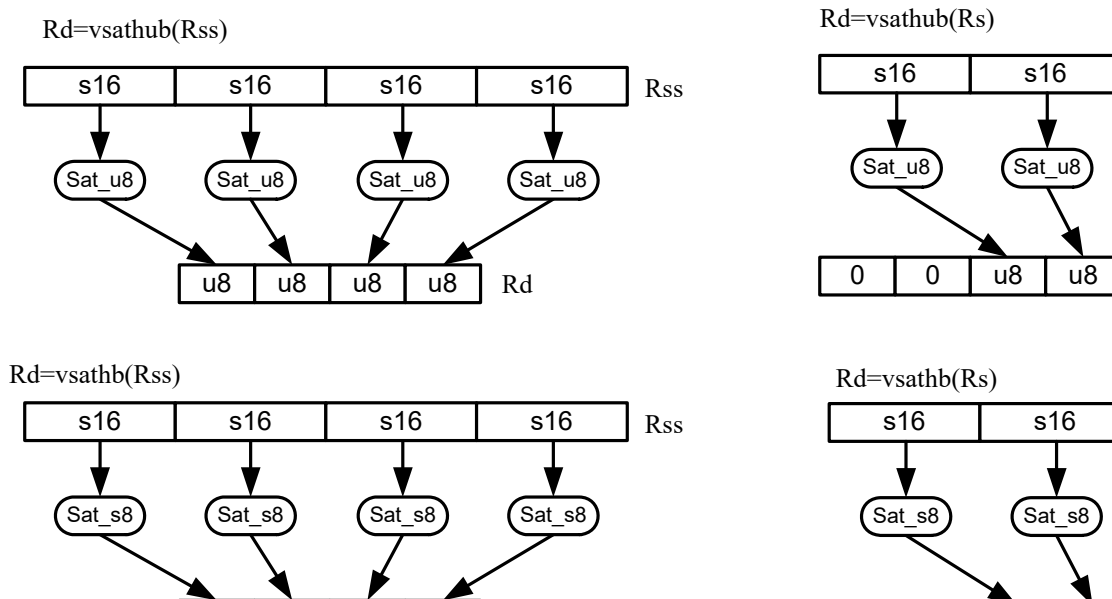 Rd=vsathub(Rss)
s16 s16 s16 s16 Rss
Sat_u8 Sat_u8 Sat_u8 Sat_u8
u8 u8 u8 u8 Rd
Rd=vsathub(Rs)
s16 s16
Sat_u8 Sat_u8
0 0 u8 u8
Rd=vsathb(Rss)
s16 s16 s16 s16 Rss
Sat_s8 Sat_s8 Sat_s8 Sat_s8
Rd=vsathb(Rs)
s16 s16
Sat_s8 Sat_s8